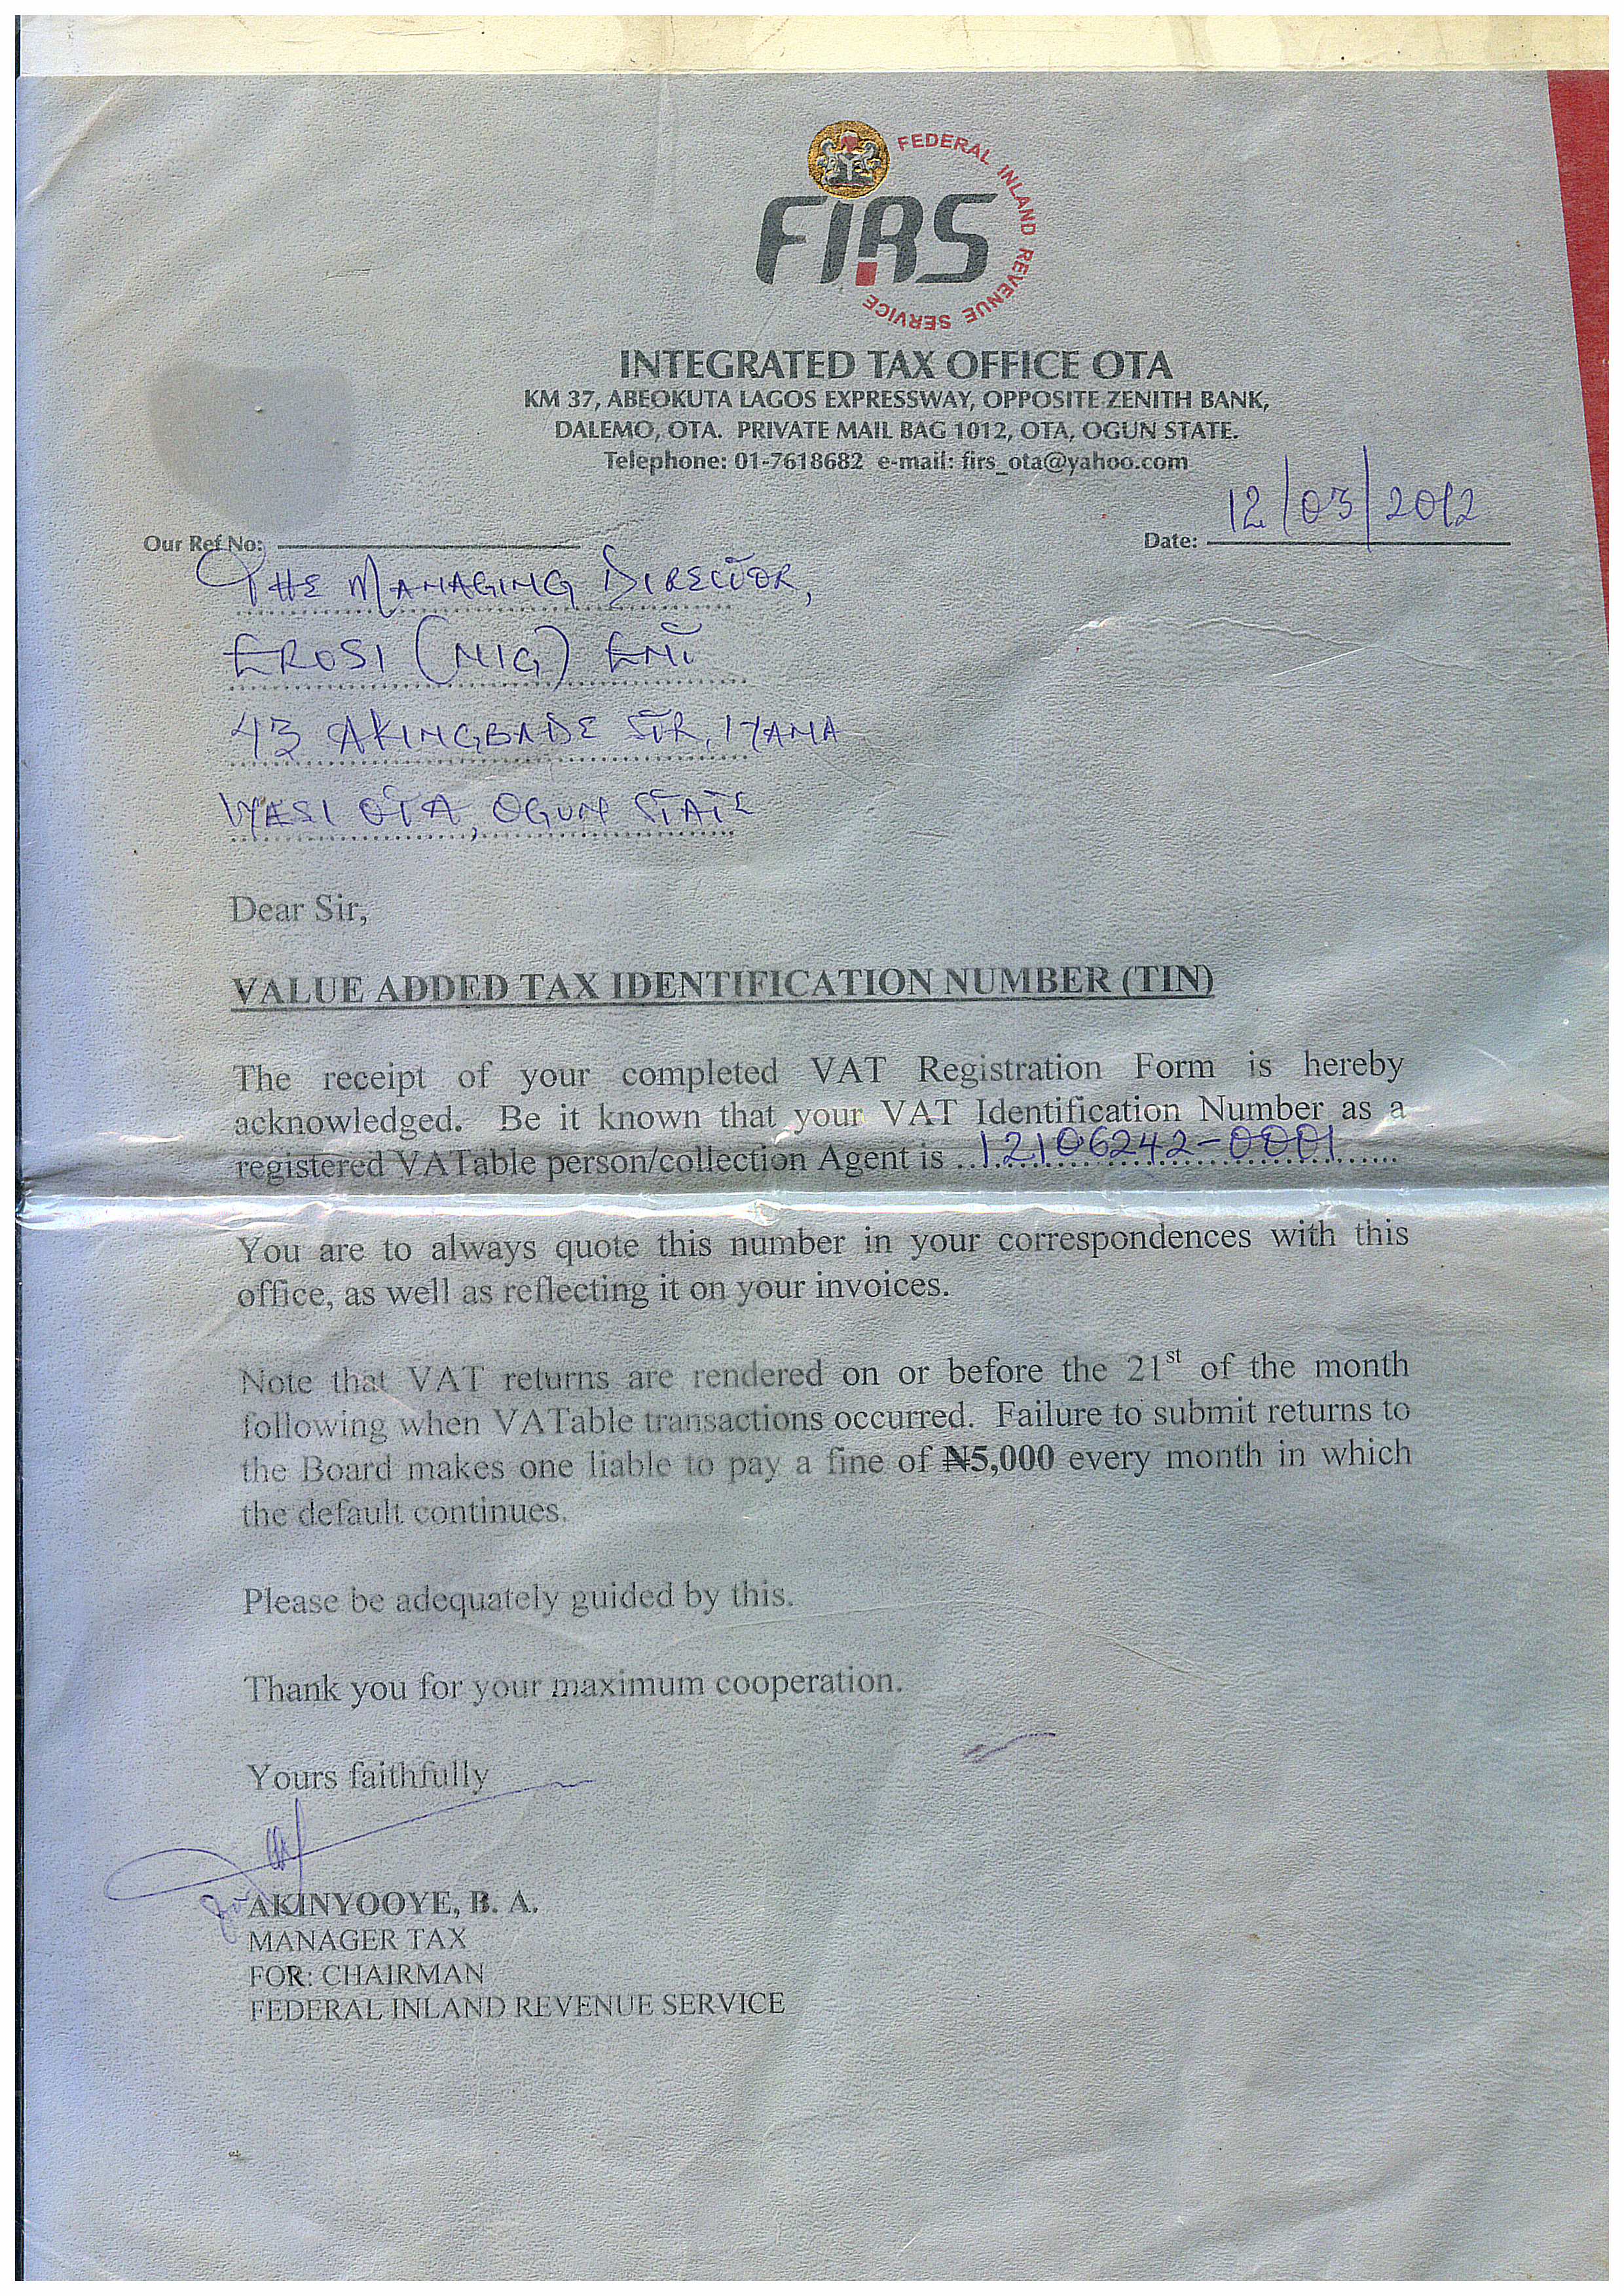 FEDERAL INLAND REVENUE SERVICE
FIRS
INTEGRATED TAX OFFICE OTA
KM 37, ABEOKUTA LAGOS EXPRESSWAY, OPPOSITE ZENITH BANK,
DALEMO, OTA. PRIVATE MAIL BAG 1012, OTA, OGUN STATE.
Telephone: 01-7618682 e-mail: firs_ota@yahoo.com
12/03/2012
Our Ref No:
Date:
THE MANAGING DIRECTOR,
EROSI (NIG) ENT
43 AKINGBADE STR, IYANA
IYESI OTA, OGUN STATE
Dear Sir,
VALUE ADDED TAX IDENTIFICATION NUMBER (TIN)
The receipt of your completed VAT Registration Form is hereby
acknowledged. Be it known that your VAT Identification Number as a
registered VATable person/collection Agent is 12106242-0001
You are to always quote this number in your correspondences with this
office, as well as reflecting it on your invoices.
Note that VAT returns are rendered on or before the 21st of the month
following when VATable transactions occurred. Failure to submit returns to
the Board makes one liable to pay a fine of ₦5,000 every month in which
the default continues.
Please be adequately guided by this.
Thank you for your maximum cooperation.
Yours faithfully
AKINYOOYE, B. A.
MANAGER TAX
FOR: CHAIRMAN
FEDERAL INLAND REVENUE SERVICE